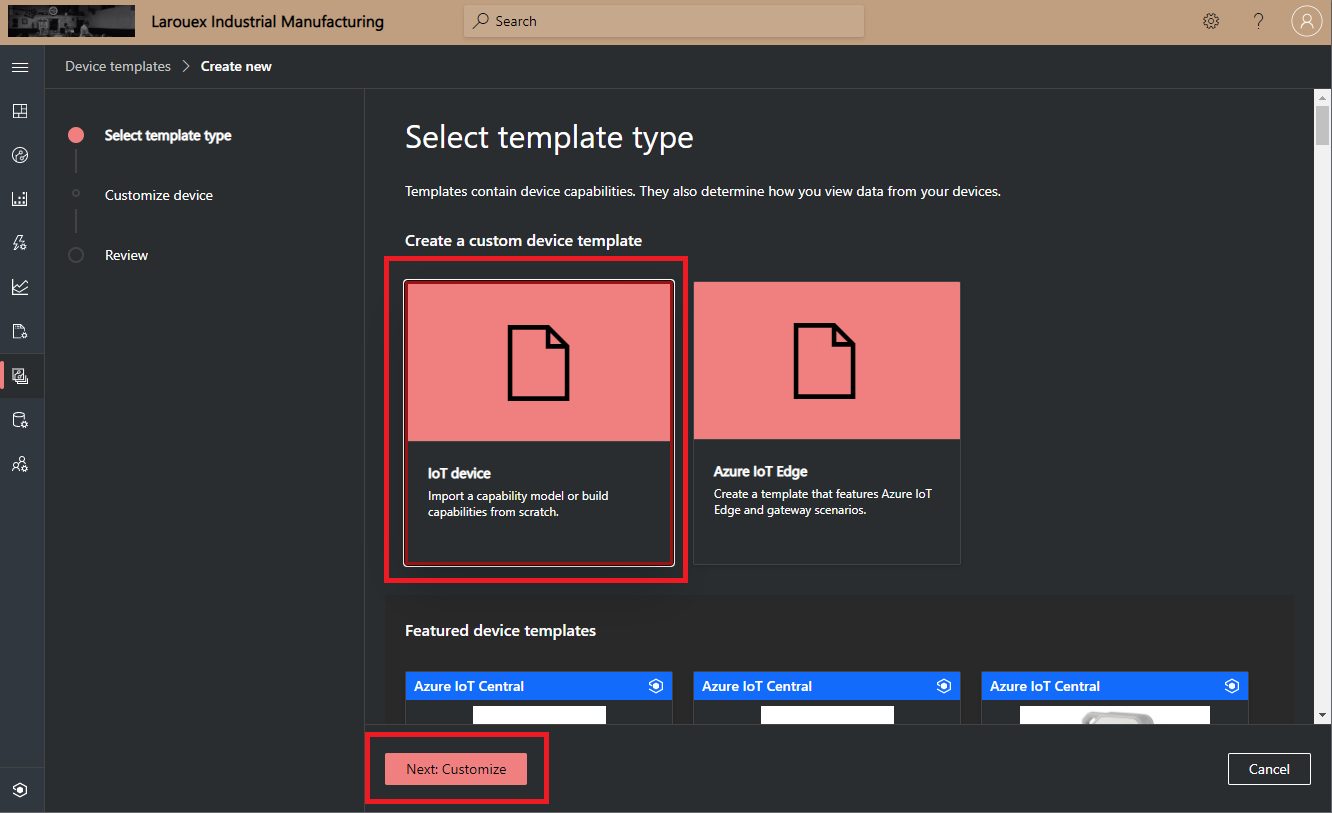 Larouex Industrial Manufacturing
Search
?
Device templates > Create new
Select template type
Customize device
Review
Select template type
Templates contain device capabilities. They also determine how you view data from your devices.
Create a custom device template
IoT device
Import a capability model or build
capabilities from scratch.
Azure IoT Edge
Create a template that features Azure IoT
Edge and gateway scenarios.
Featured device templates
Azure IoT Central
Azure IoT Central
Azure IoT Central
Next: Customize
Cancel